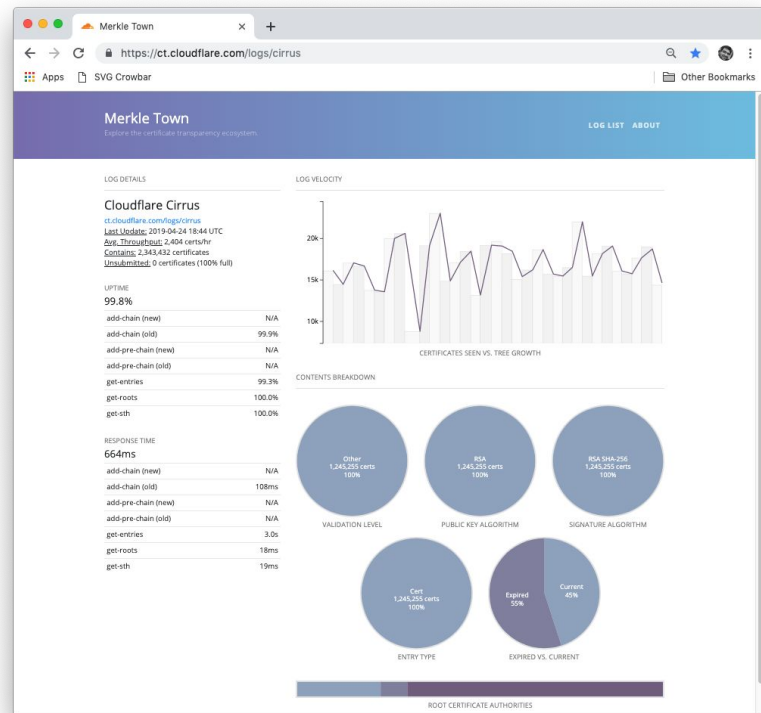 Merkle Town
https://ct.cloudflare.com/logs/cirrus
Apps
SVG Crowbar
Other Bookmarks
Merkle Town
Explore the certificate transparency ecosystem.
LOG LIST ABOUT
LOG DETAILS
Cloudflare Cirrus
ct.cloudflare.com/logs/cirrus
Last Update: 2019-04-24 18:44 UTC
Avg. Throughput: 2,404 certs/hr
Contains: 2,343,432 certificates
Unsubmitted: 0 certificates (100% full)
UPTIME
99.8%
add-chain (new) N/A
add-chain (old) 99.9%
add-pre-chain (new) N/A
add-pre-chain (old) N/A
get-entries 99.3%
get-roots 100.0%
get-sth 100.0%
RESPONSE TIME
664ms
add-chain (new) N/A
add-chain (old) 108ms
add-pre-chain (new) N/A
add-pre-chain (old) N/A
get-entries 3.0s
get-roots 18ms
get-sth 19ms
LOG VELOCITY
20k
15k
10k
CERTIFICATES SEEN VS. TREE GROWTH
CONTENTS BREAKDOWN
Other
1,245,255 certs
100%
VALIDATION LEVEL
RSA
1,245,255 certs
100%
PUBLIC KEY ALGORITHM
RSA SHA-256
1,245,255 certs
100%
SIGNATURE ALGORITHM
Cert
1,245,255 certs
100%
ENTRY TYPE
Expired
55%
Current
45%
EXPIRED VS. CURRENT
ROOT CERTIFICATE AUTHORITIES